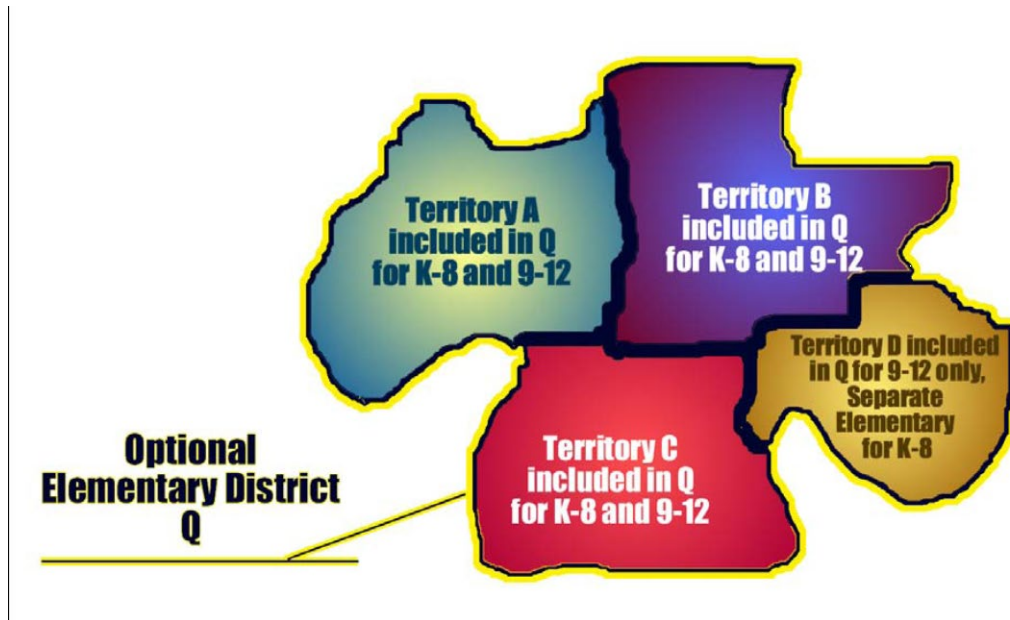 Territory A
included in Q
for K-8 and 9-12
Territory B
included in Q
for K-8 and 9-12
Territory D included
in Q for 9-12 only,
Separate
Elementary
for K-8
Territory C
included in Q
for K-8 and 9-12
Optional
Elementary District
Q